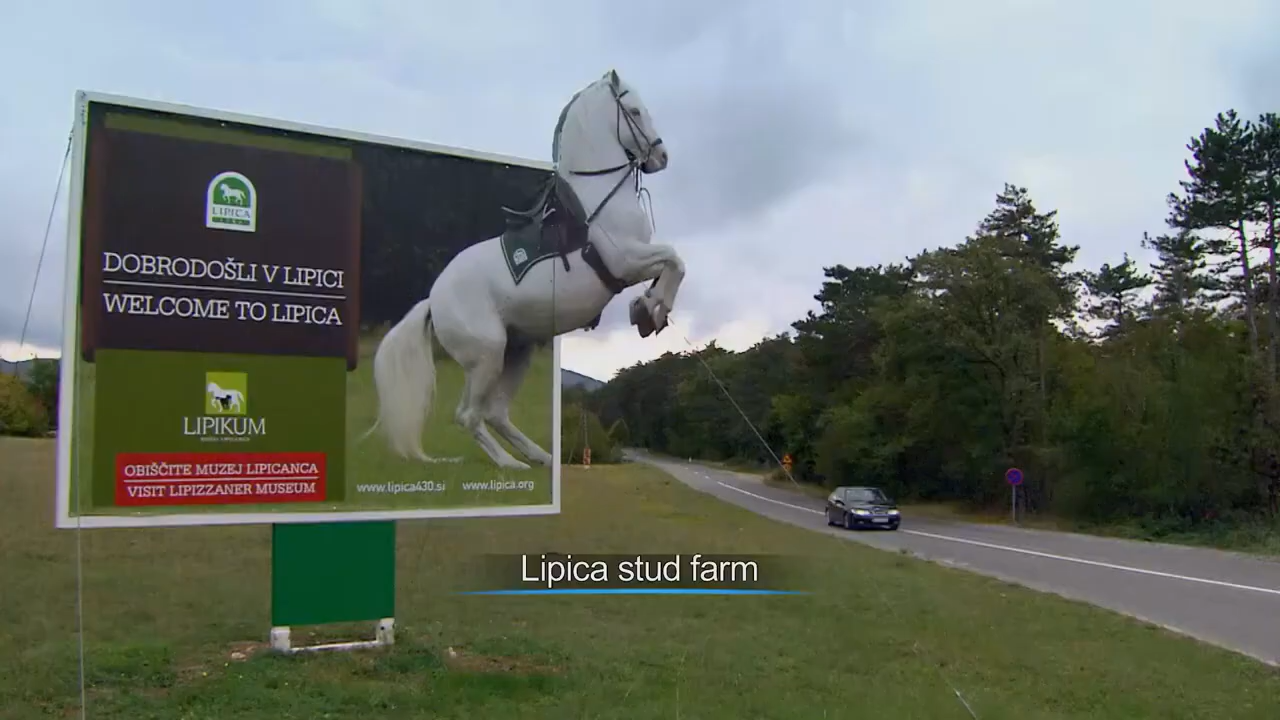 LIPICA
DOBRODOŠLI V LIPICI
WELCOME TO LIPICA
LIPIKUM
OBIŠČITE MUZEJ LIPICANCA
VISIT LIPIZZANER MUSEUM
www.lipica430.si www.lipica.org
Lipica stud farm